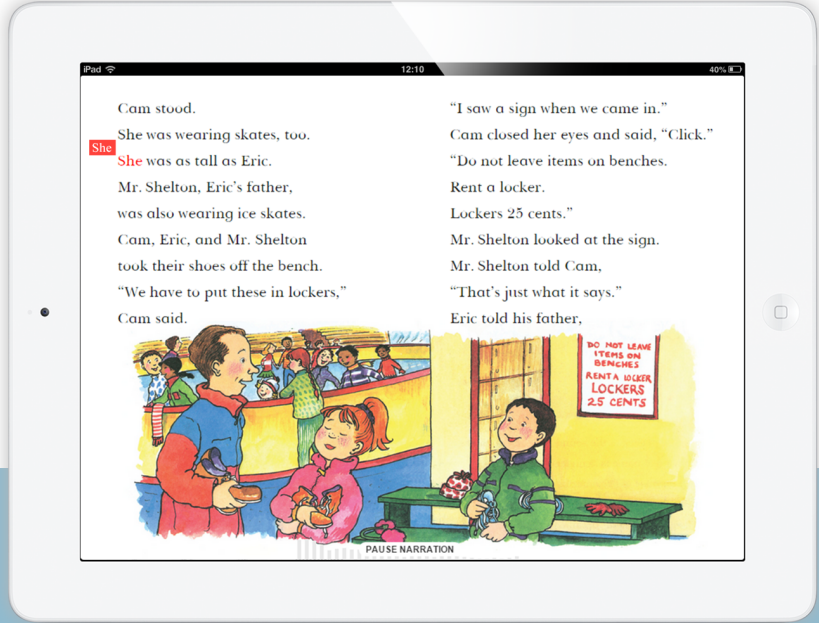 iPad 12:10 40%
Cam stood.
She was wearing skates, too.
She
She was as tall as Eric.
Mr. Shelton, Eric's father,
was also wearing ice skates.
Cam, Eric, and Mr. Shelton
took their shoes off the bench.
“We have to put these in lockers,”
Cam said.
“I saw a sign when we came in.”
Cam closed her eyes and said, “Click.”
“Do not leave items on benches.
Rent a locker.
Lockers 25 cents.”
Mr. Shelton looked at the sign.
Mr. Shelton told Cam,
“That's just what it says.”
Eric told his father,
DO NOT LEAVE
ITEMS ON
BENCHES
RENT A LOCKER
LOCKERS
25 CENTS
PAUSE NARRATION